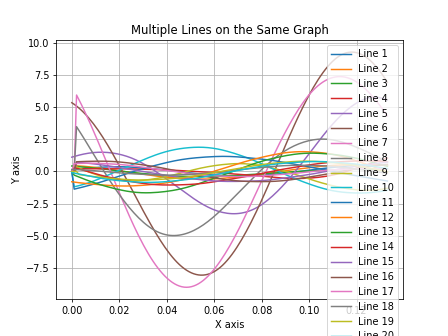 Multiple Lines on the Same Graph
10.0
7.5
5.0
2.5
0.0
−2.5
−5.0
−7.5
Y axis
0.00
0.02
0.04
0.06
0.08
0.10
X axis
Line 1
Line 2
Line 3
Line 4
Line 5
Line 6
Line 7
Line 8
Line 9
Line 10
Line 11
Line 12
Line 13
Line 14
Line 15
Line 16
Line 17
Line 18
Line 19
Line 20